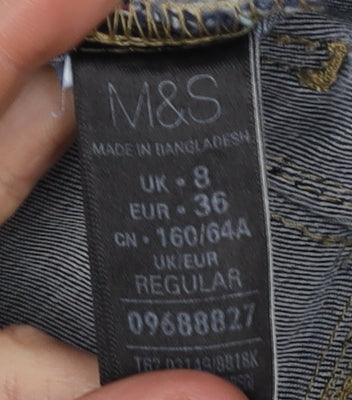 M&S
MADE IN BANGLADESH
UK • 8
EUR • 36
CN • 160/64A
UK/EUR
REGULAR
09688827